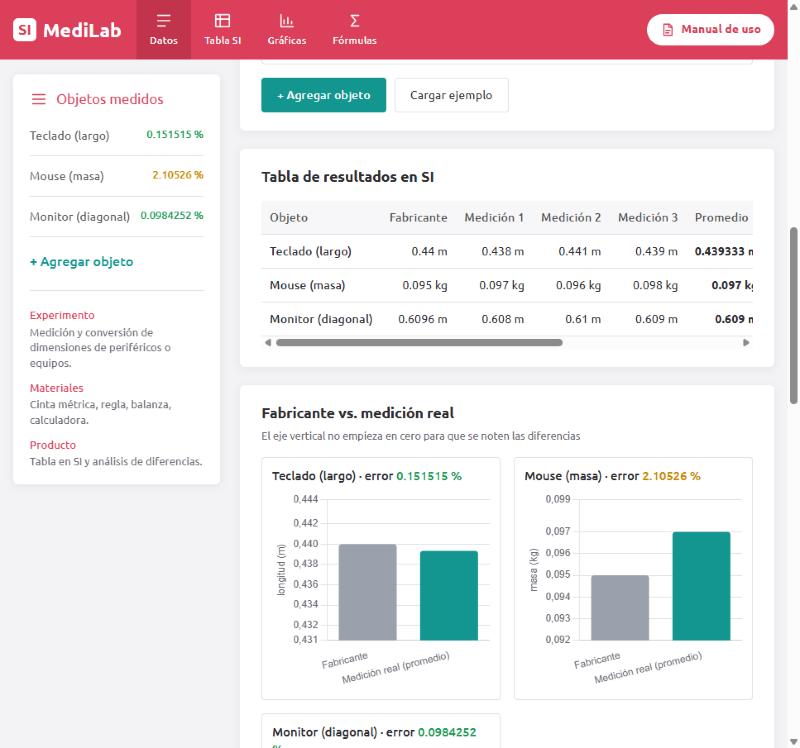 SI MediLab
Datos
Tabla SI
Gráficas
Σ
Fórmulas
Manual de uso
Objetos medidos
Teclado (largo) 0.151515 %
Mouse (masa) 2.10526 %
Monitor (diagonal) 0.0984252 %
+ Agregar objeto
Experimento
Medición y conversión de
dimensiones de periféricos o
equipos.
Materiales
Cinta métrica, regla, balanza,
calculadora.
Producto
Tabla en SI y análisis de diferencias.
+ Agregar objeto
Cargar ejemplo
Tabla de resultados en SI
Objeto Fabricante Medición 1 Medición 2 Medición 3 Promedio
Teclado (largo) 0.44 m 0.438 m 0.441 m 0.439 m 0.439333 m
Mouse (masa) 0.095 kg 0.097 kg 0.096 kg 0.098 kg 0.097 kg
Monitor (diagonal) 0.6096 m 0.608 m 0.61 m 0.609 m 0.609 m
Fabricante vs. medición real
El eje vertical no empieza en cero para que se noten las diferencias
Teclado (largo) · error 0.151515 %
0,444
0,442
0,440
0,438
0,436
0,434
0,432
0,431
longitud (m)
Fabricante
Medición real (promedio)
Mouse (masa) · error 2.10526 %
0,099
0,097
0,096
0,095
0,094
0,093
0,092
masa (kg)
Fabricante
Medición real (promedio)
Monitor (diagonal) · error 0.0984252
%